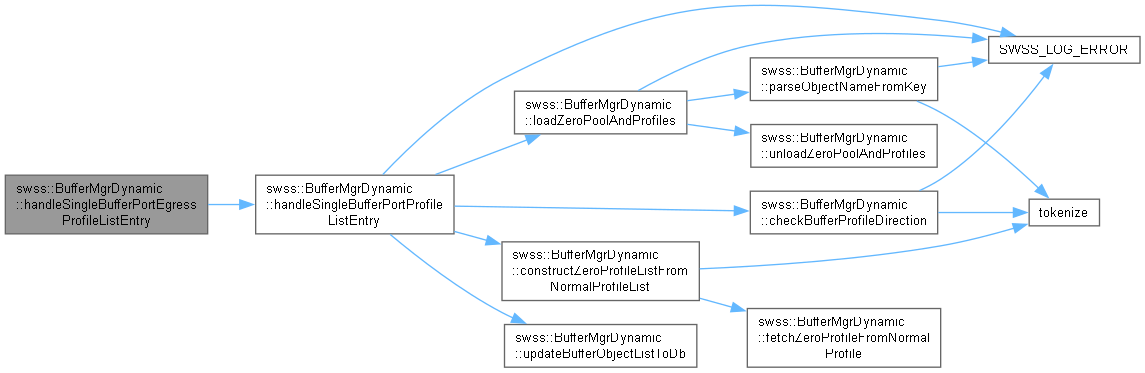 swss::BufferMgrDynamic
::handleSingleBufferPortEgress
ProfileListEntry
swss::BufferMgrDynamic
::handleSingleBufferPortProfile
ListEntry
swss::BufferMgrDynamic
::loadZeroPoolAndProfiles
swss::BufferMgrDynamic
::constructZeroProfileListFrom
NormalProfileList
swss::BufferMgrDynamic
::updateBufferObjectListToDb
swss::BufferMgrDynamic
::parseObjectNameFromKey
swss::BufferMgrDynamic
::unloadZeroPoolAndProfiles
swss::BufferMgrDynamic
::checkBufferProfileDirection
swss::BufferMgrDynamic
::fetchZeroProfileFromNormal
Profile
SWSS_LOG_ERROR
tokenize